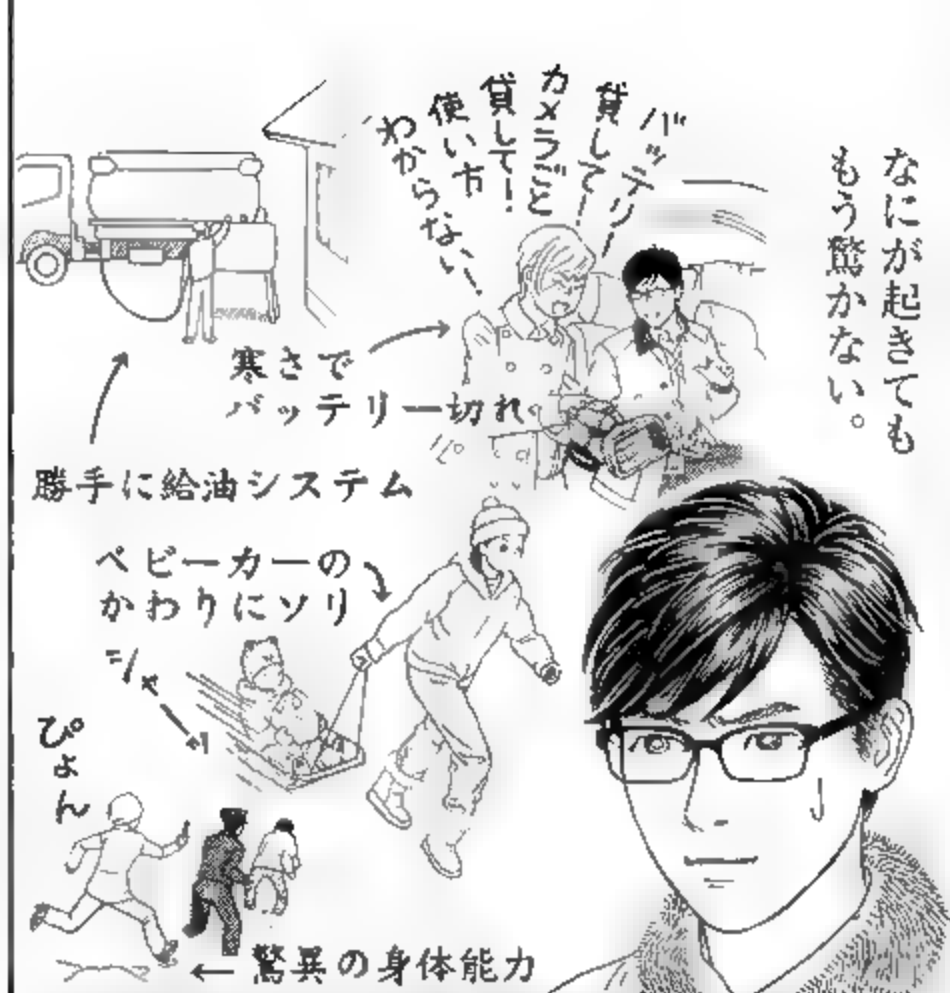 なにが起きても
もう驚かない。
バッテリー
貸してー
カメラごと
貸して！
使い方
わからない！
寒さで
バッテリー切れ
勝手に給油システム
ベビーカーの
かわりにソリ
ぴょん
驚異の身体能力